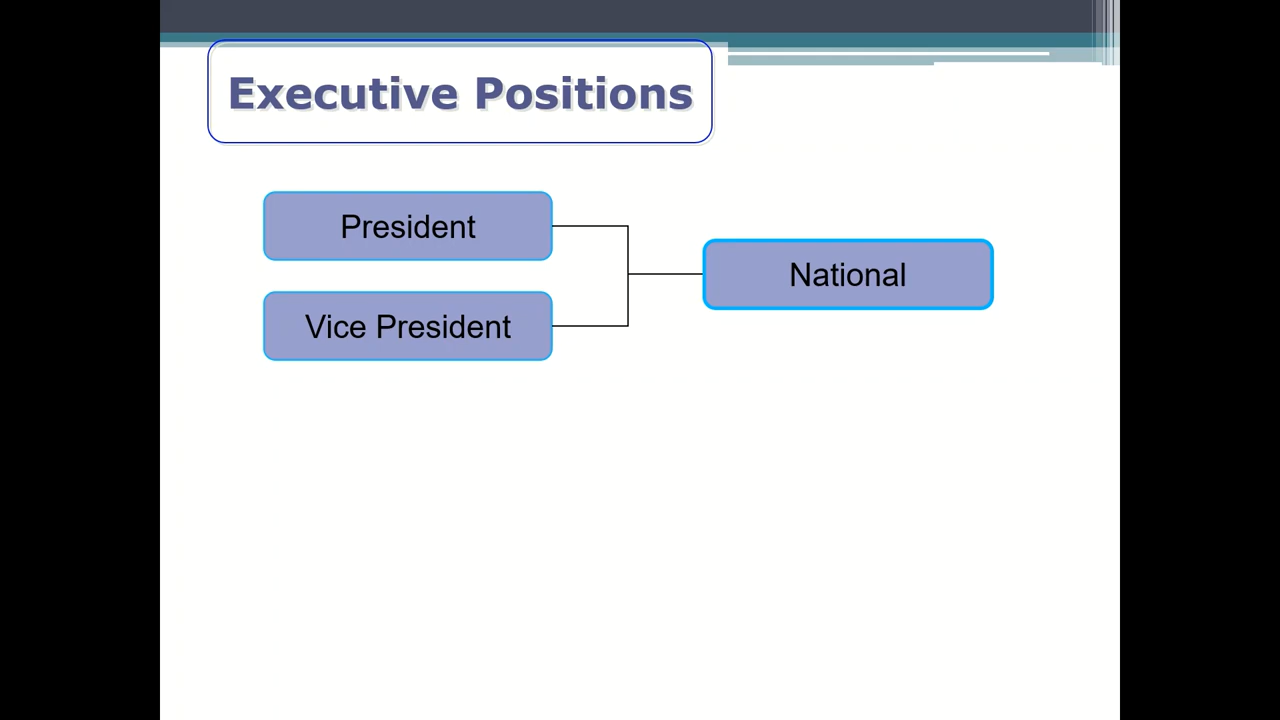 Executive Positions
President
Vice President
National